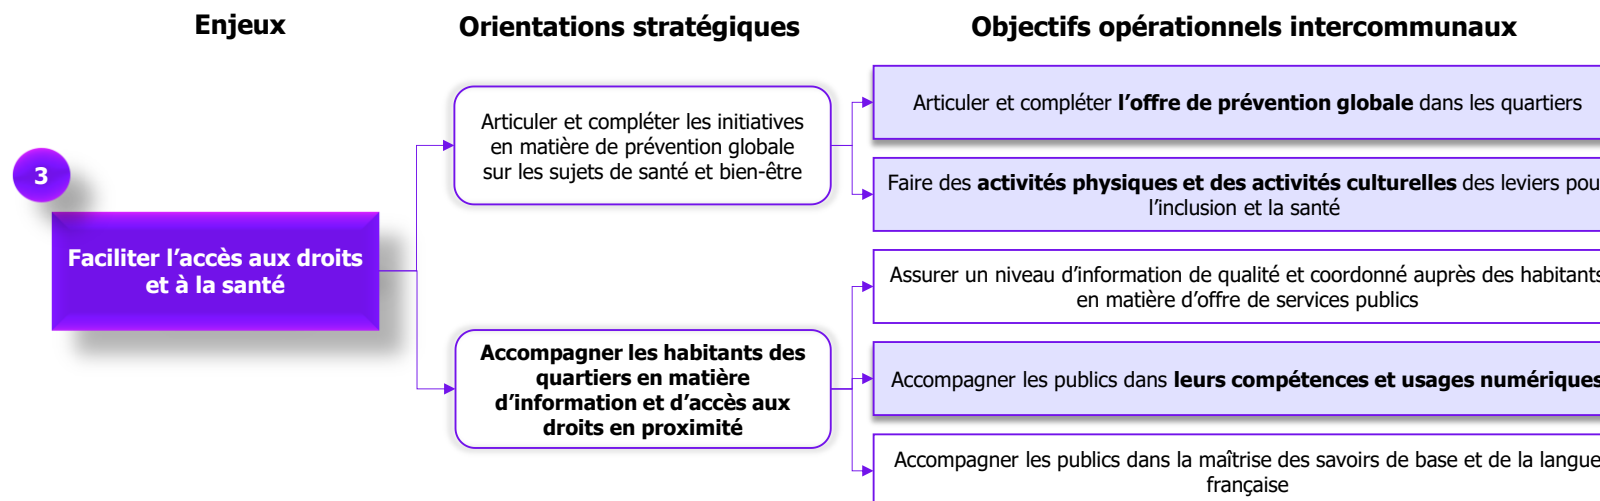 Enjeux
Orientations stratégiques
Objectifs opérationnels intercommunaux
3
Faciliter l’accès aux droits
et à la santé
Articuler et compléter les initiatives
en matière de prévention globale
sur les sujets de santé et bien-être
Articuler et compléter l’offre de prévention globale dans les quartiers
Faire des activités physiques et des activités culturelles des leviers pou
l’inclusion et la santé
Accompagner les habitants des
quartiers en matière
d’information et d’accès aux
droits en proximité
Assurer un niveau d’information de qualité et coordonné auprès des habitants
en matière d’offre de services publics
Accompagner les publics dans leurs compétences et usages numériques
Accompagner les publics dans la maîtrise des savoirs de base et de la langue
française